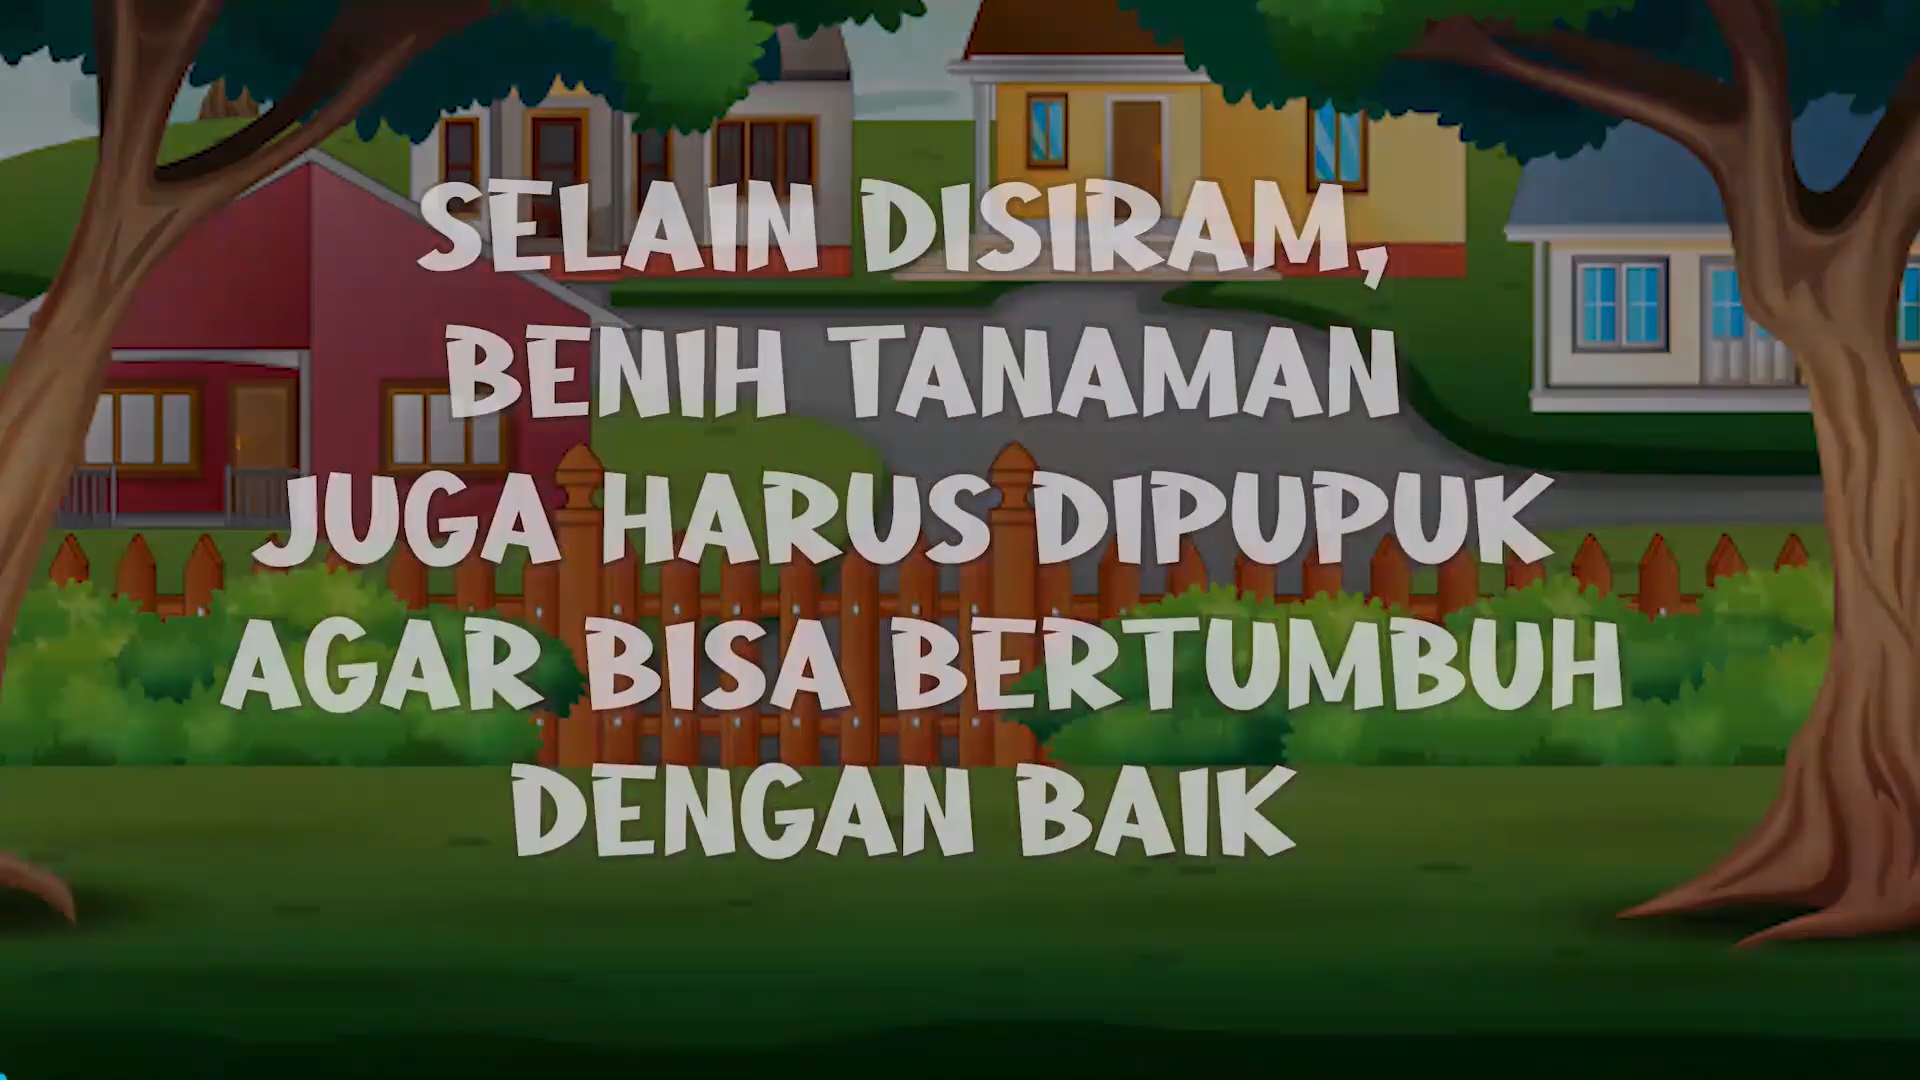 SELAIN DISIRAM,
BENIH TANAMAN
JUGA HARUS DIPUPUK
AGAR BISA BERTUMBUH
DENGAN BAIK